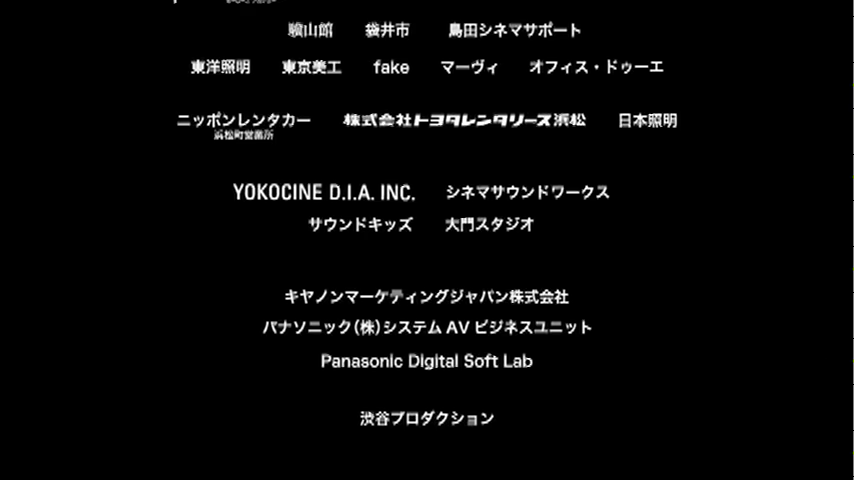 山館 袋井市 島田シネマサポート
東洋照明 東京美工 fake マーヴィ オフィス・ドゥーエ
ニッポンレンタカー 株式会社トヨタレンタリース浜松 日本照明
浜松町営業所
YOKOCINE D.I.A. INC. シネマサウンドワークス
サウンドキッズ 大門スタジオ
キヤノンマーケティングジャパン株式会社
パナソニック(株)システムAVビジネスユニット
Panasonic Digital Soft Lab
渋谷プロダクション